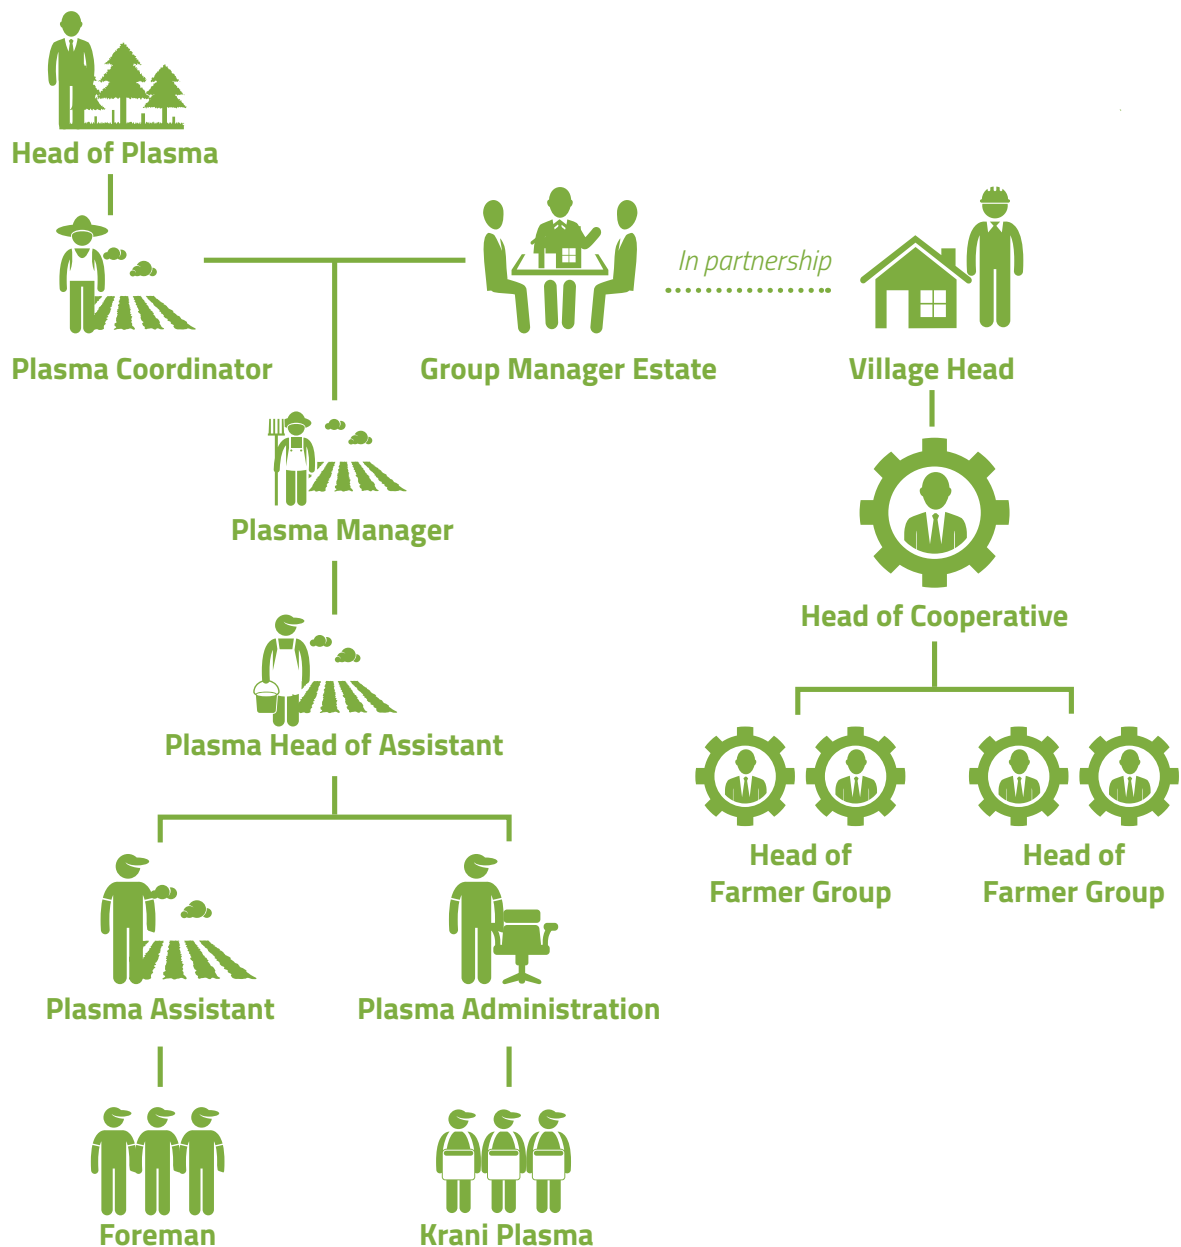 Head of Plasma
In partnership
Plasma Coordinator
Group Manager Estate
Village Head
Plasma Manager
Head of Cooperative
Plasma Head of Assistant
Head of
Farmer Group
Head of
Farmer Group
Plasma Assistant
Plasma Administration
Foreman
Krani Plasma